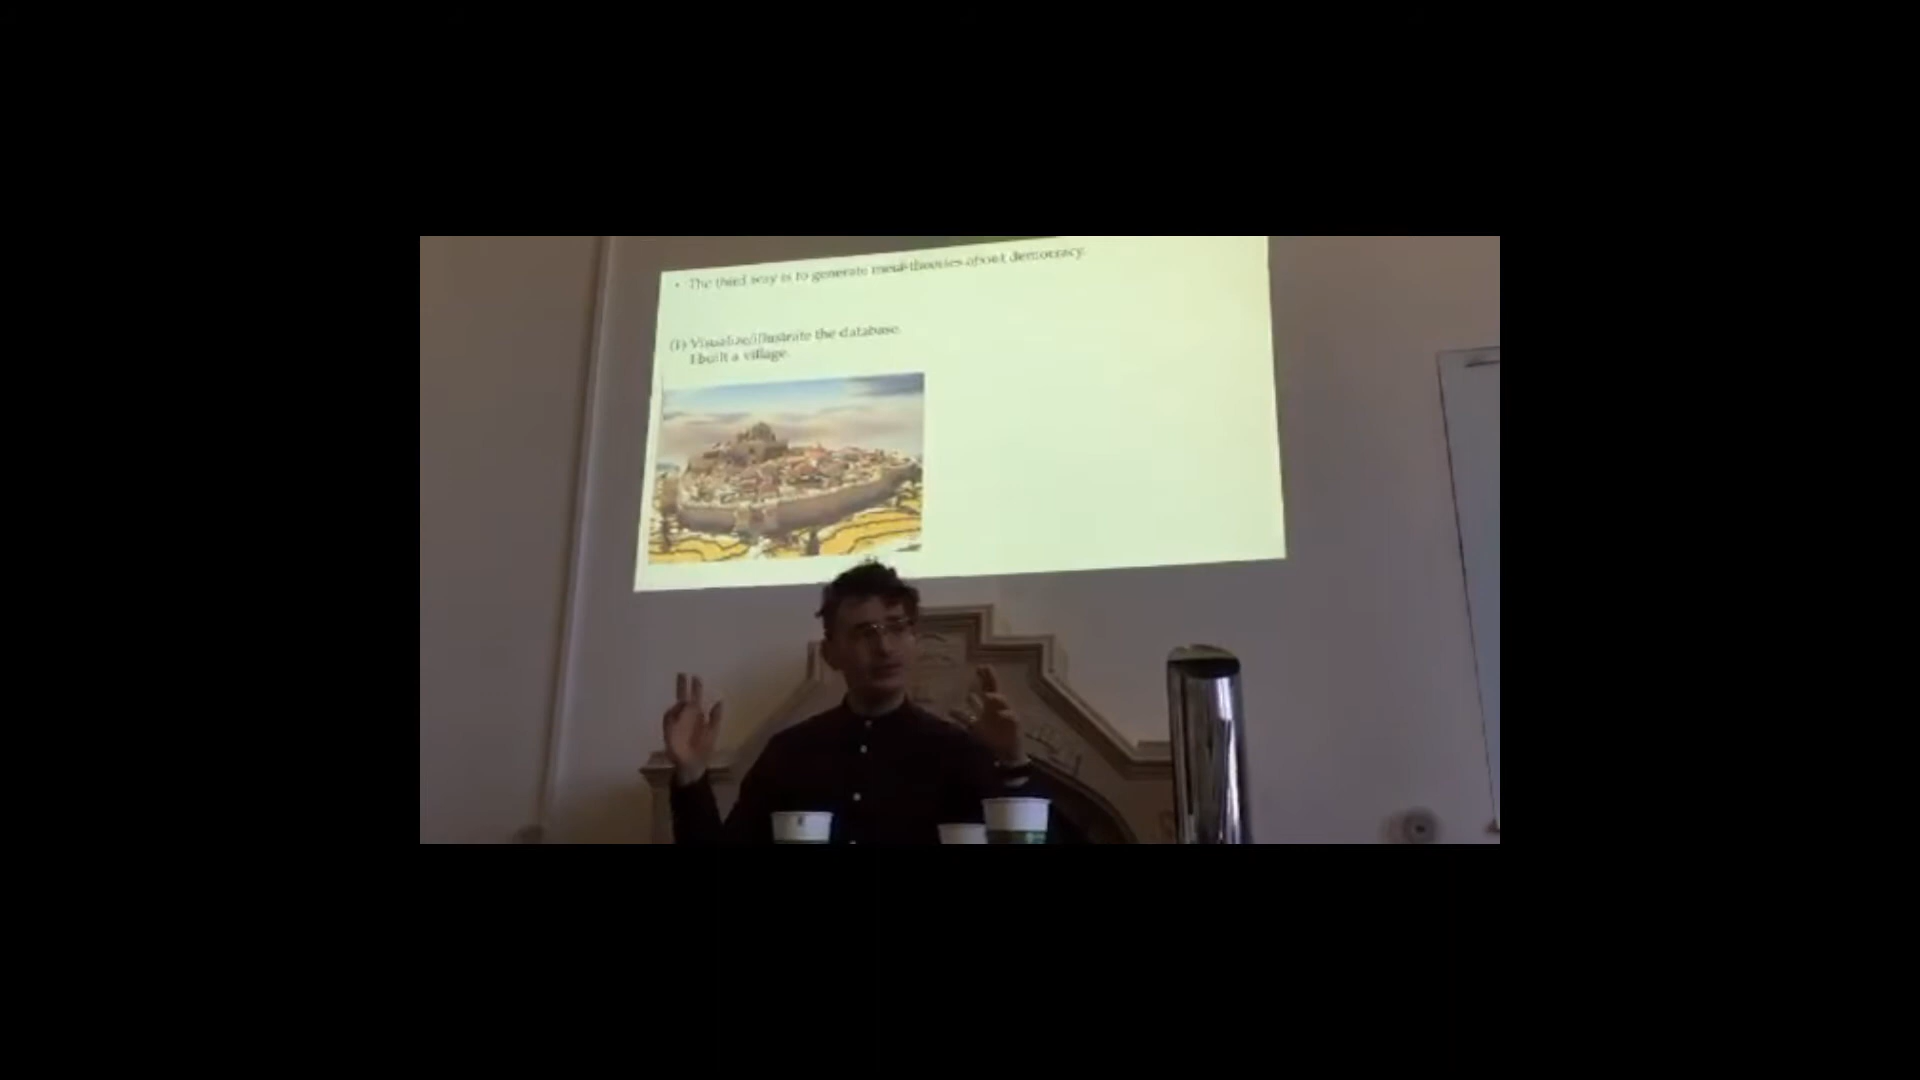 • The third way is to generate meta-theories about democracy.
(1) Visualize/illustrate the database.
I built a village.